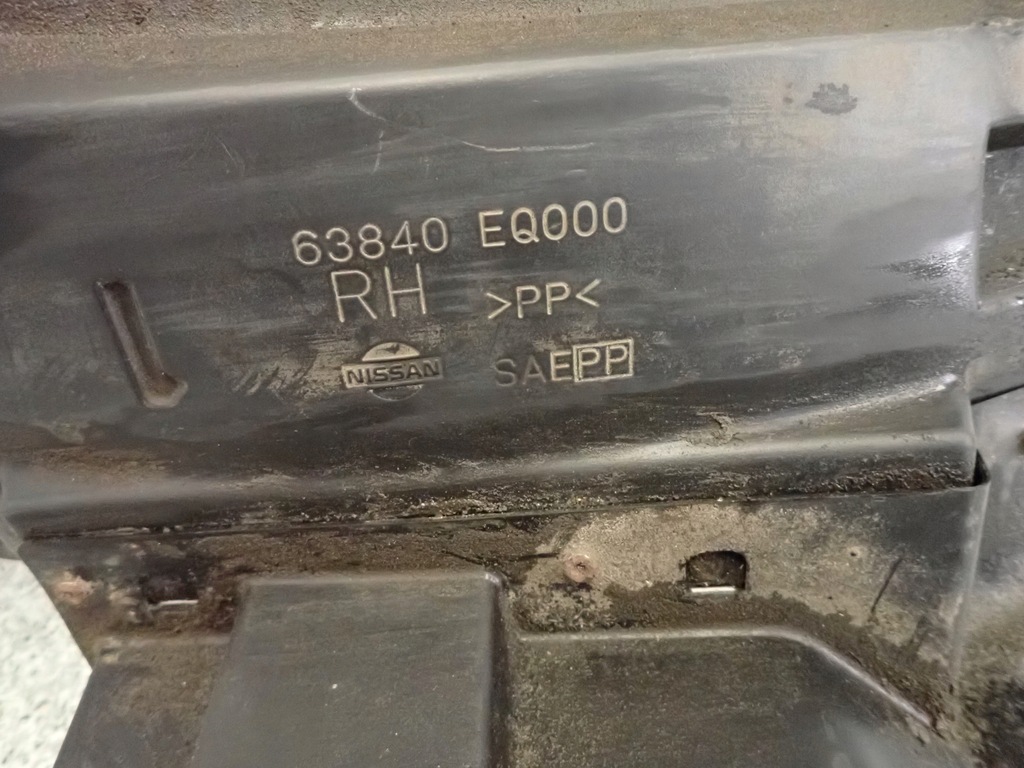 63840 EQ000
RH >PP<
NISSAN SAEPP